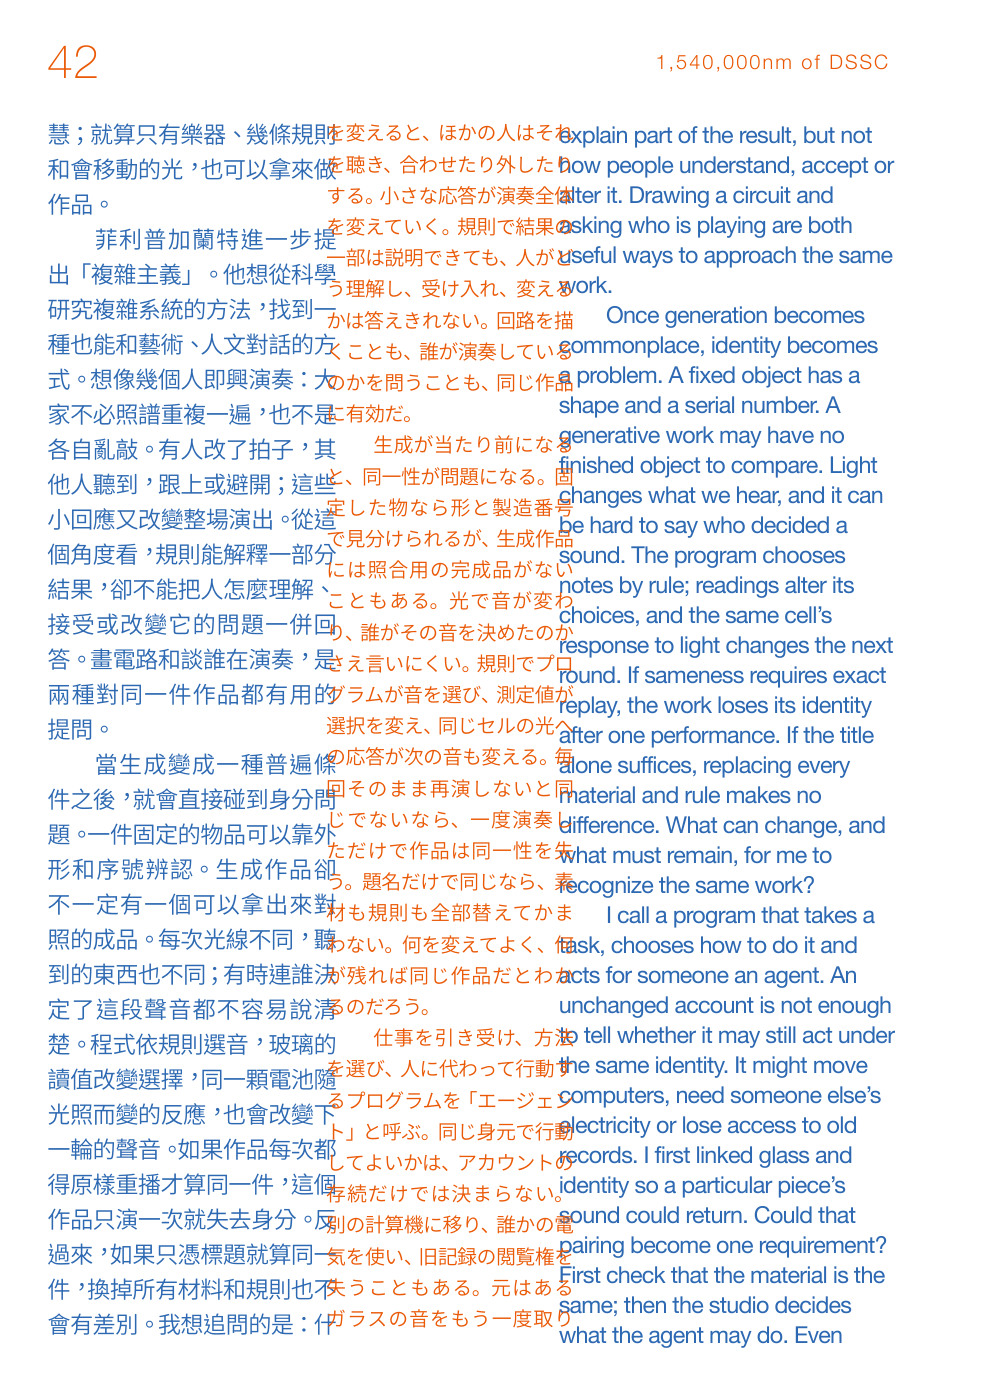 42
1,540,000nm of DSSC
慧；就算只有樂器、幾條規則
和會移動的光，也可以拿來做
作品。
菲利普加蘭特進一步提
出「複雜主義」。他想從科學
研究複雜系統的方法，找到一
種也能和藝術、人文對話的方
式。想像幾個人即興演奏：大
家不必照譜重複一遍，也不是
各自亂敲。有人改了拍子，其
他人聽到，跟上或避開；這些
小回應又改變整場演出。從這
個角度看，規則能解釋一部分
結果，卻不能把人怎麼理解、
接受或改變它的問題一併回
答。畫電路和談誰在演奏，是
兩種對同一件作品都有用的
提問。
當生成變成一種普遍條
件之後，就會直接碰到身分問
題。一件固定的物品可以靠外
形和序號辨認。生成作品卻
不一定有一個可以拿出來對
照的成品。每次光線不同，聽
到的東西也不同；有時連誰決
定了這段聲音都不容易說清
楚。程式依規則選音，玻璃的
讀值改變選擇，同一顆電池隨
光照而變的反應，也會改變下
一輪的聲音。如果作品每次都
得原樣重播才算同一件，這個
作品只演一次就失去身分。反
過來，如果只憑標題就算同一
件，換掉所有材料和規則也不
會有差別。我想追問的是：什
を変えると、ほかの人はそれ
を聴き、合わせたり外したり
する。小さな応答が演奏全体
を変えていく。規則で結果の
一部は説明できても、人がど
う理解し、受け入れ、変える
かは答えきれない。回路を描
くことも、誰が演奏している
のかを問うことも、同じ作品
に有効だ。
生成が当たり前になる
と、同一性が問題になる。固
定した物なら形と製造番号
で見分けられるが、生成作品
には照合用の完成品がない
こともある。光で音が変わ
り、誰がその音を決めたのか
さえ言いにくい。規則でプロ
グラムが音を選び、測定値が
選択を変え、同じセルの光へ
の応答が次の音も変える。毎
回そのまま再演しないと同
じでないなら、一度演奏し
ただけで作品は同一性を失
う。題名だけで同じなら、素
材も規則も全部替えてかま
わない。何を変えてよく、何
が残れば同じ作品だとわか
るのだろう。
仕事を引き受け、方法
を選び、人に代わって行動す
るプログラムを「エージェン
ト」と呼ぶ。同じ身元で行動
してよいかは、アカウントの
存続だけでは決まらない。
別の計算機に移り、誰かの電
気を使い、旧記録の閲覧権を
失うこともある。元はある
ガラスの音をもう一度取り
explain part of the result, but not
how people understand, accept or
alter it. Drawing a circuit and
asking who is playing are both
useful ways to approach the same
work.
Once generation becomes
commonplace, identity becomes
a problem. A fixed object has a
shape and a serial number. A
generative work may have no
finished object to compare. Light
changes what we hear, and it can
be hard to say who decided a
sound. The program chooses
notes by rule; readings alter its
choices, and the same cell’s
response to light changes the next
round. If sameness requires exact
replay, the work loses its identity
after one performance. If the title
alone suffices, replacing every
material and rule makes no
difference. What can change, and
what must remain, for me to
recognize the same work?
I call a program that takes a
task, chooses how to do it and
acts for someone an agent. An
unchanged account is not enough
to tell whether it may still act under
the same identity. It might move
computers, need someone else’s
electricity or lose access to old
records. I first linked glass and
identity so a particular piece’s
sound could return. Could that
pairing become one requirement?
First check that the material is the
same; then the studio decides
what the agent may do. Even